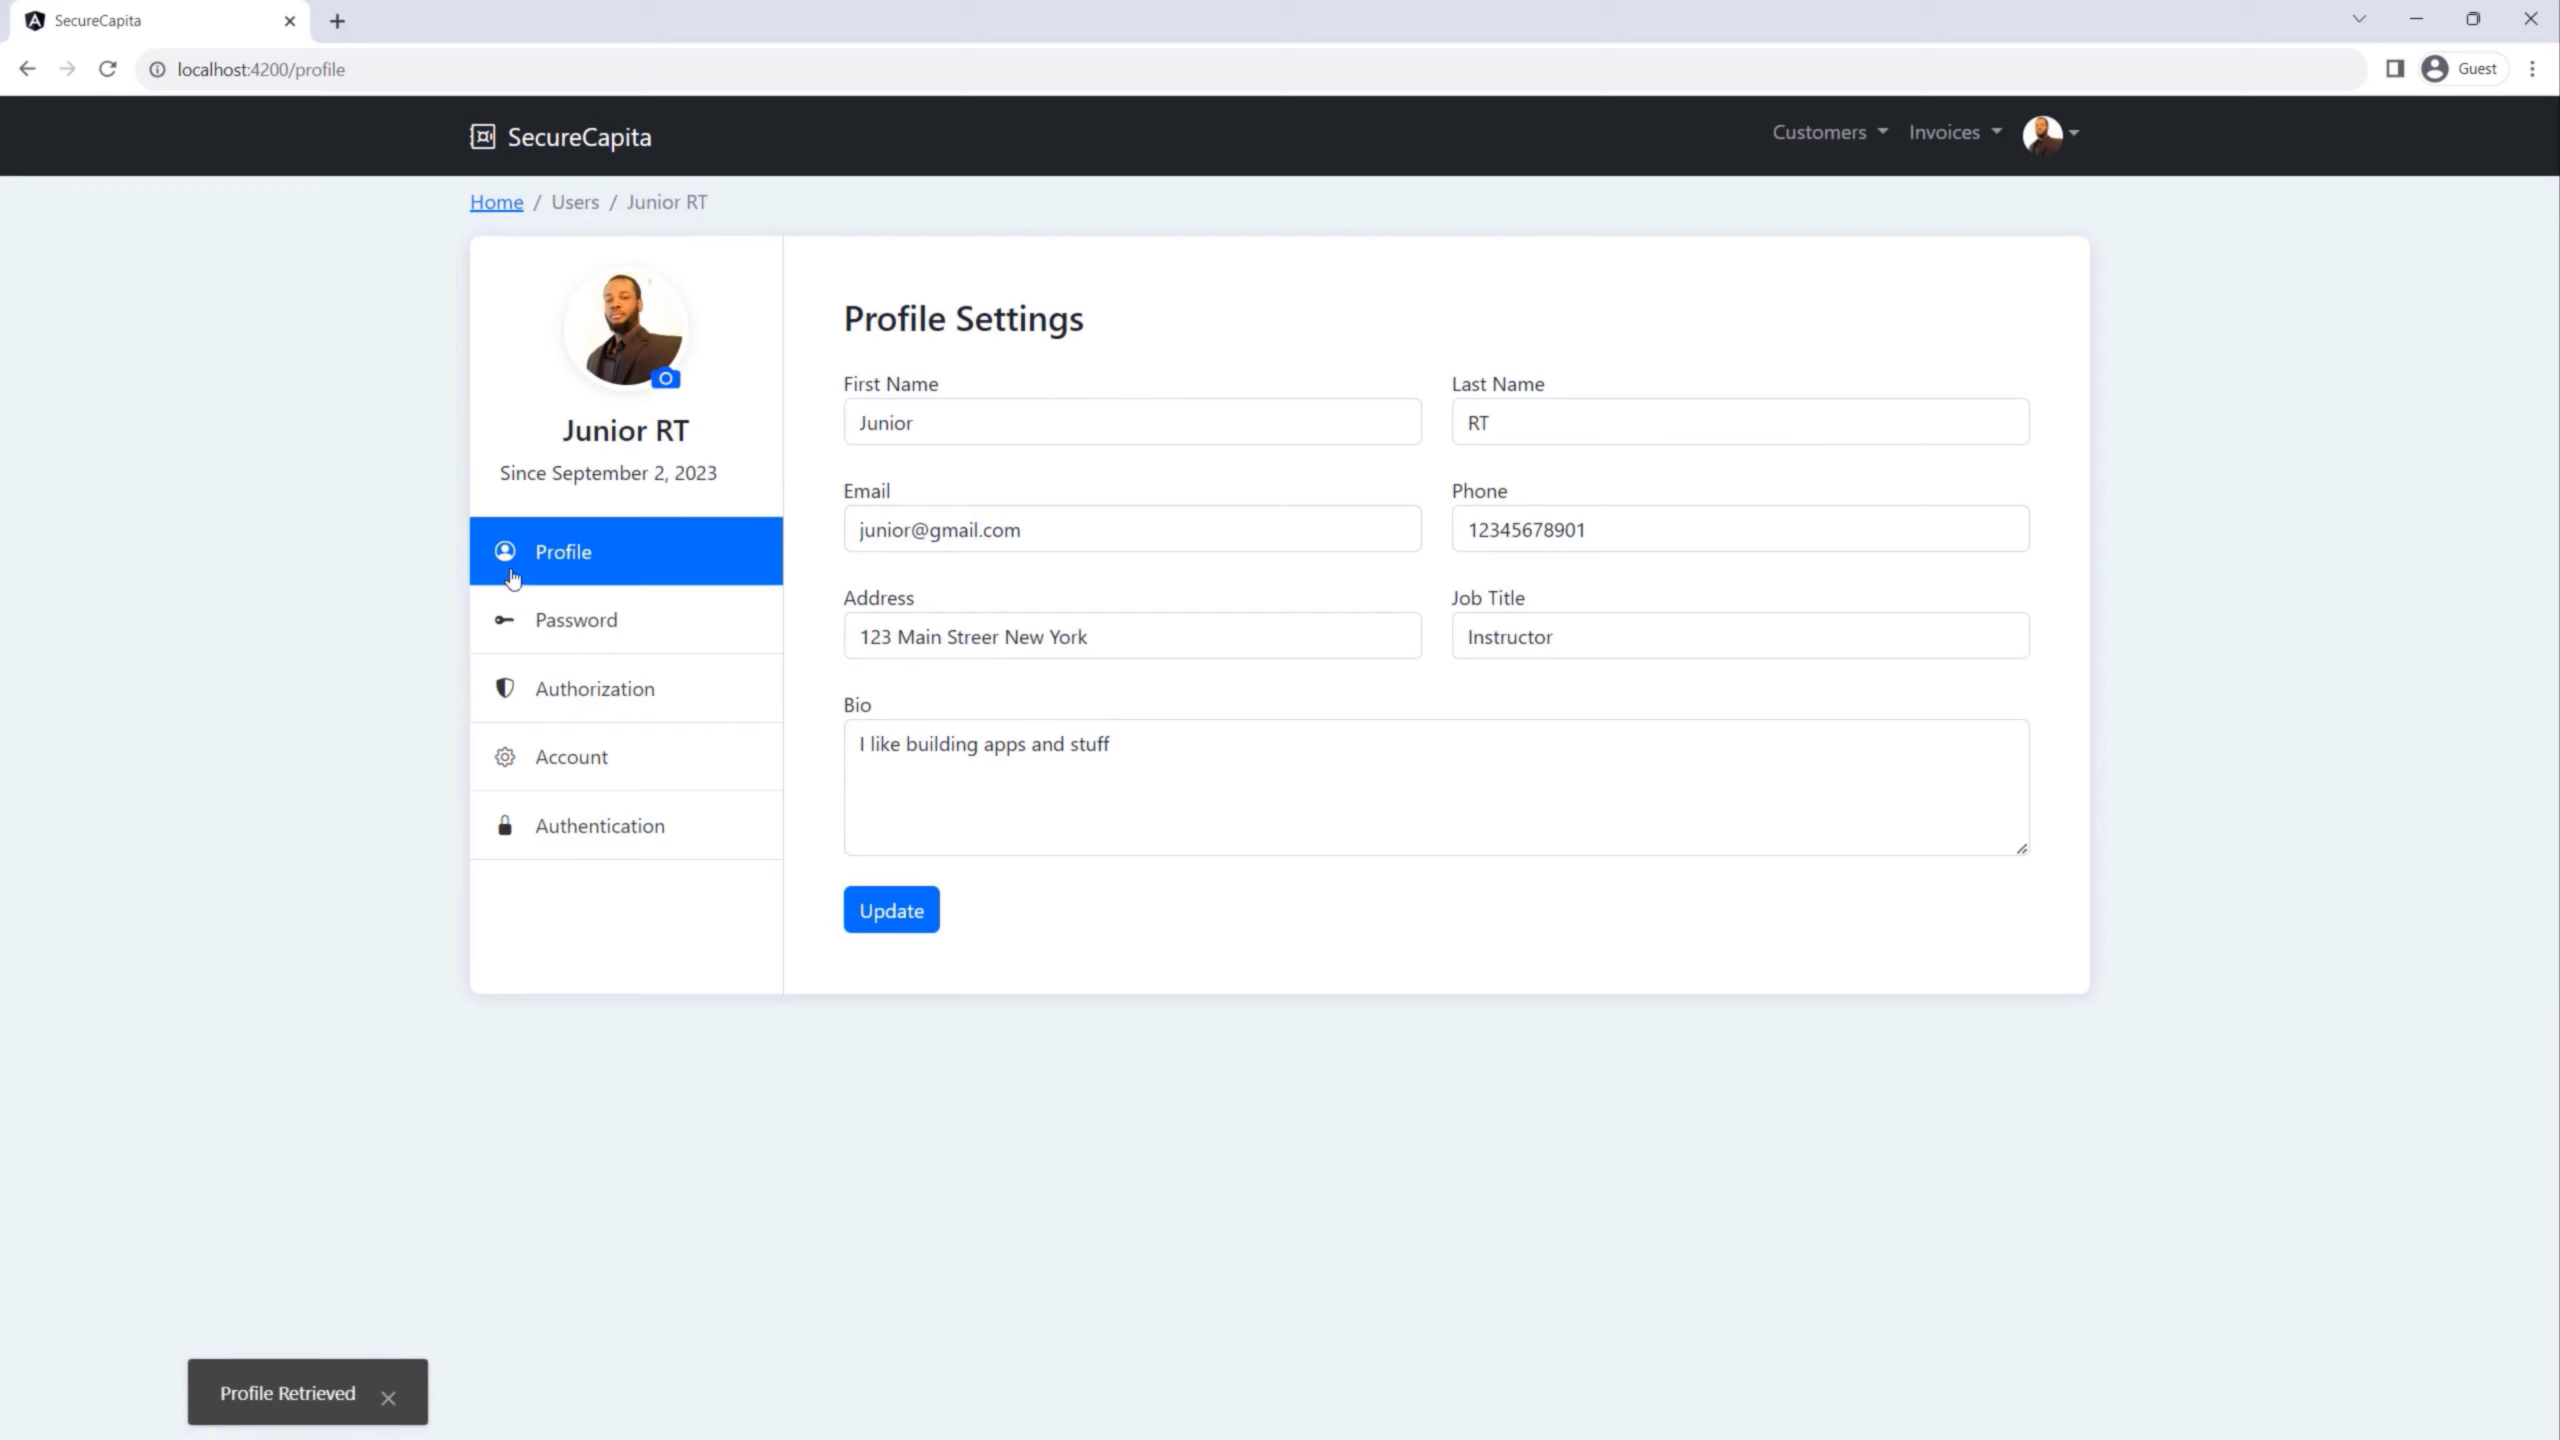 SecureCapita
localhost:4200/profile
Guest
SecureCapita
Customers
Invoices
Home / Users / Junior RT
Junior RT
Since September 2, 2023
Profile
Password
Authorization
Account
Authentication
Profile Settings
First Name
Junior
Last Name
RT
Email
junior@gmail.com
Phone
12345678901
Address
123 Main Streer New York
Job Title
Instructor
Bio
I like building apps and stuff
Update
Profile Retrieved